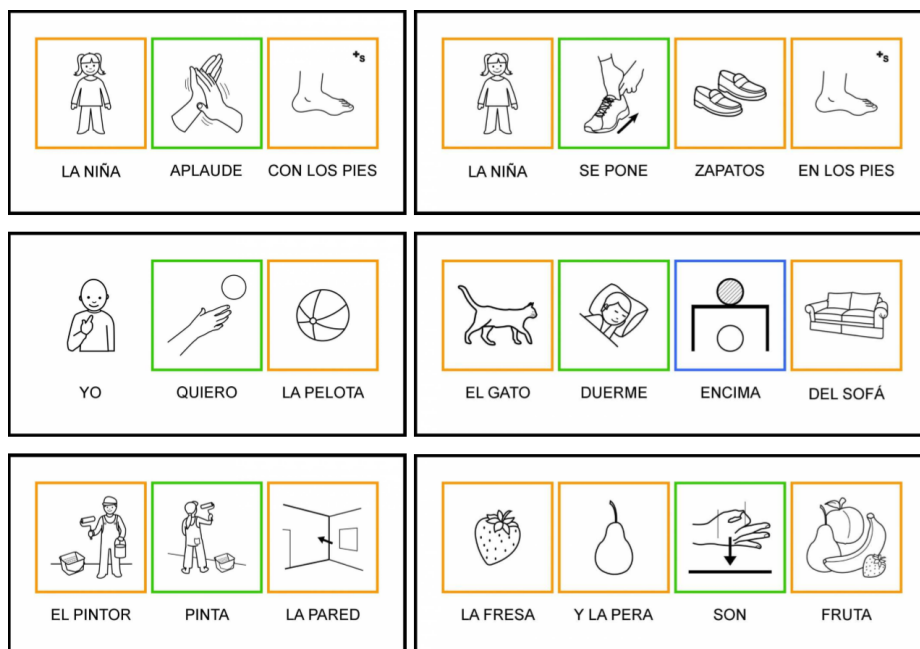 +s
LA NIÑA APLAUDE CON LOS PIES
+s
LA NIÑA SE PONE ZAPATOS EN LOS PIES
YO QUIERO LA PELOTA
EL GATO DUERME ENCIMA DEL SOFÁ
EL PINTOR PINTA LA PARED
LA FRESA Y LA PERA SON FRUTA